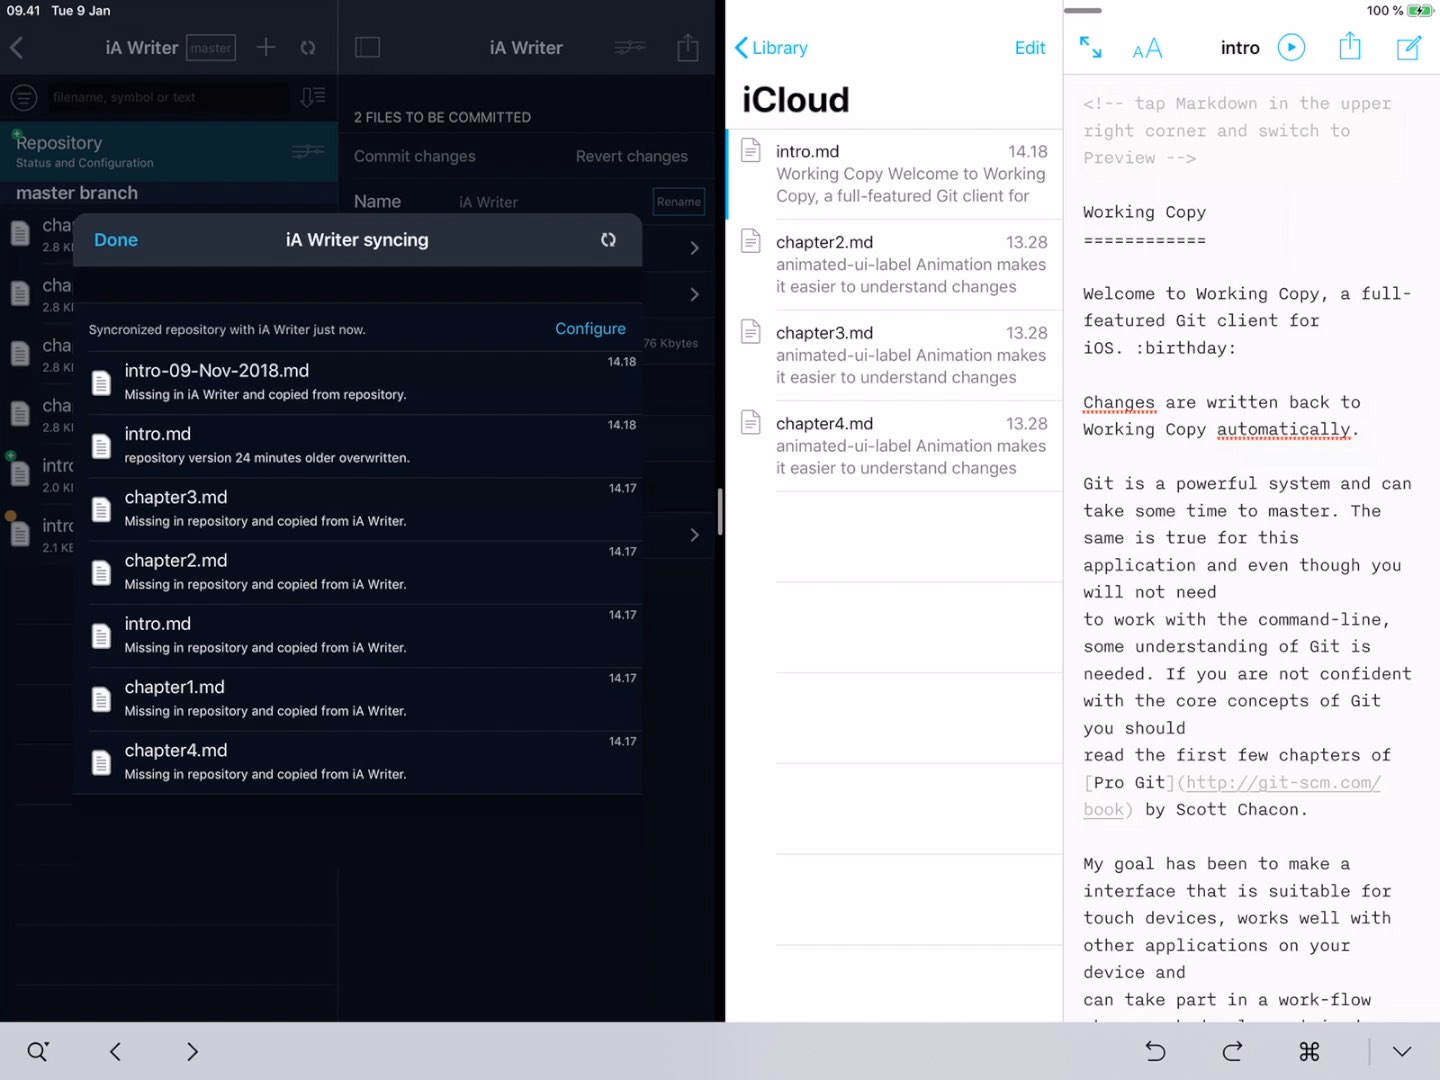 09.41 Tue 9 Jan
100 %
iA Writer master
filename, symbol or text
Repository
Status and Configuration
master branch
cha
2.8 KI
cha
2.8 KI
cha
2.8 KI
cha
2.8 KI
intro
2.0 KI
intro
2.1 KE
iA Writer
2 FILES TO BE COMMITTED
Commit changes Revert changes
Name iA Writer Rename
76 Kbytes
Done iA Writer syncing
Syncronized repository with iA Writer just now. Configure
intro-09-Nov-2018.md 14.18
Missing in iA Writer and copied from repository.
intro.md 14.18
repository version 24 minutes older overwritten.
chapter3.md 14.17
Missing in repository and copied from iA Writer.
chapter2.md 14.17
Missing in repository and copied from iA Writer.
intro.md 14.17
Missing in repository and copied from iA Writer.
chapter1.md 14.17
Missing in repository and copied from iA Writer.
chapter4.md 14.17
Missing in repository and copied from iA Writer.
Library Edit
iCloud
intro.md 14.18
Working Copy Welcome to Working
Copy, a full-featured Git client for
chapter2.md 13.28
animated-ui-label Animation makes
it easier to understand changes
chapter3.md 13.28
animated-ui-label Animation makes
it easier to understand changes
chapter4.md 13.28
animated-ui-label Animation makes
it easier to understand changes
AA intro
<!-- tap Markdown in the upper
right corner and switch to
Preview -->
Working Copy
============
Welcome to Working Copy, a full-
featured Git client for
iOS. :birthday:
Changes are written back to
Working Copy automatically.
Git is a powerful system and can
take some time to master. The
same is true for this
application and even though you
will not need
to work with the command-line,
some understanding of Git is
needed. If you are not confident
with the core concepts of Git
you should
read the first few chapters of
[Pro Git](http://git-scm.com/
book) by Scott Chacon.
My goal has been to make a
interface that is suitable for
touch devices, works well with
other applications on your
device and
can take part in a work-flow